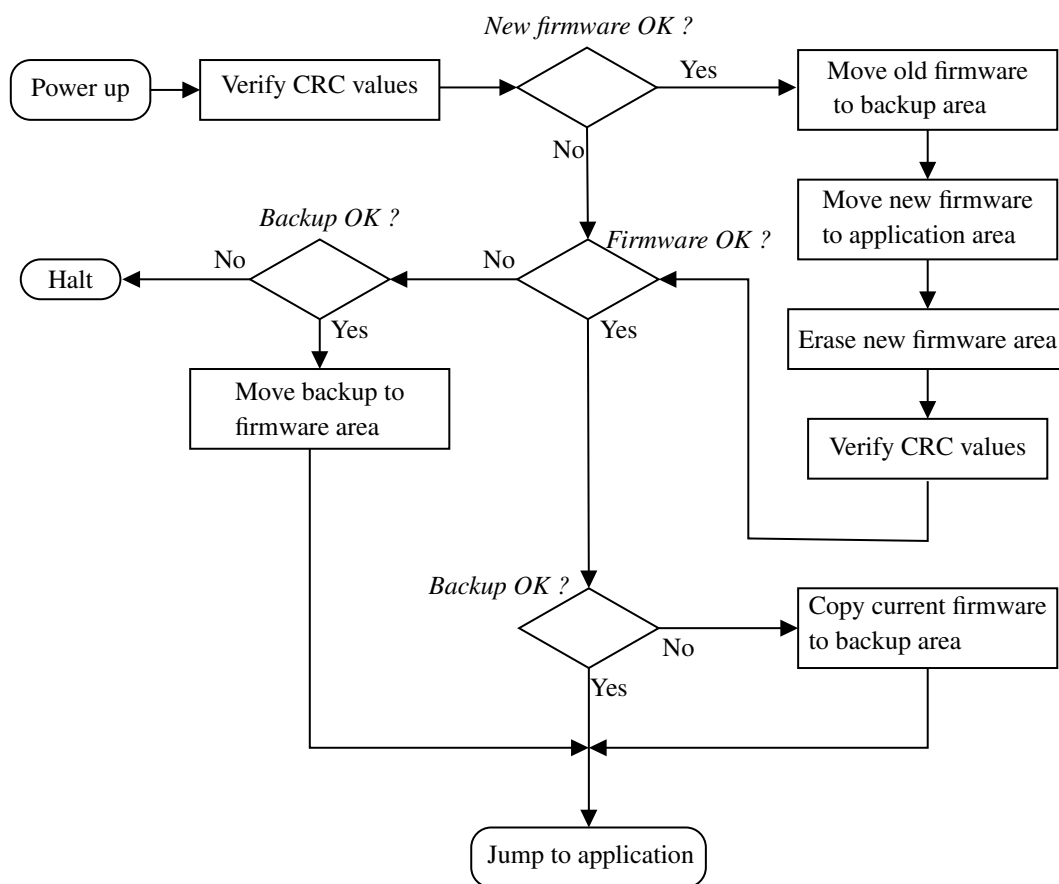 New firmware OK ?
Power up
Verify CRC values
Yes
Move old firmware
to backup area
No
Move new firmware
to application area
Backup OK ?
Firmware OK ?
Halt
No
No
Yes
Yes
Erase new firmware area
Move backup to
firmware area
Verify CRC values
Backup OK ?
Copy current firmware
to backup area
No
Yes
Jump to application